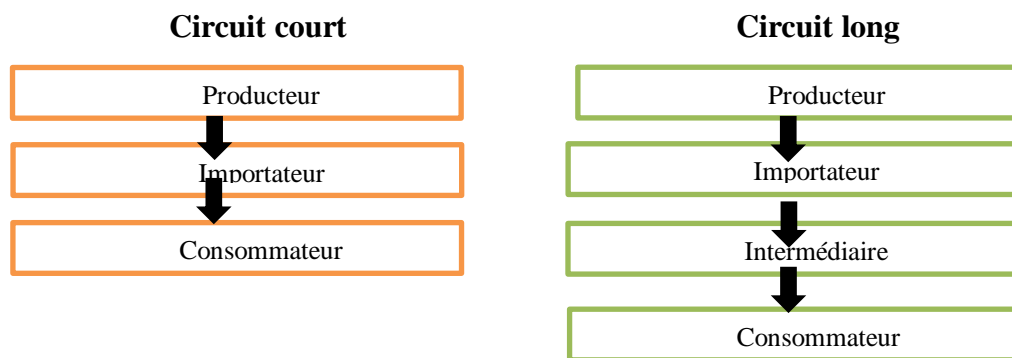 Circuit court
Producteur
Importateur
Consommateur
Circuit long
Producteur
Importateur
Intermédiaire
Consommateur